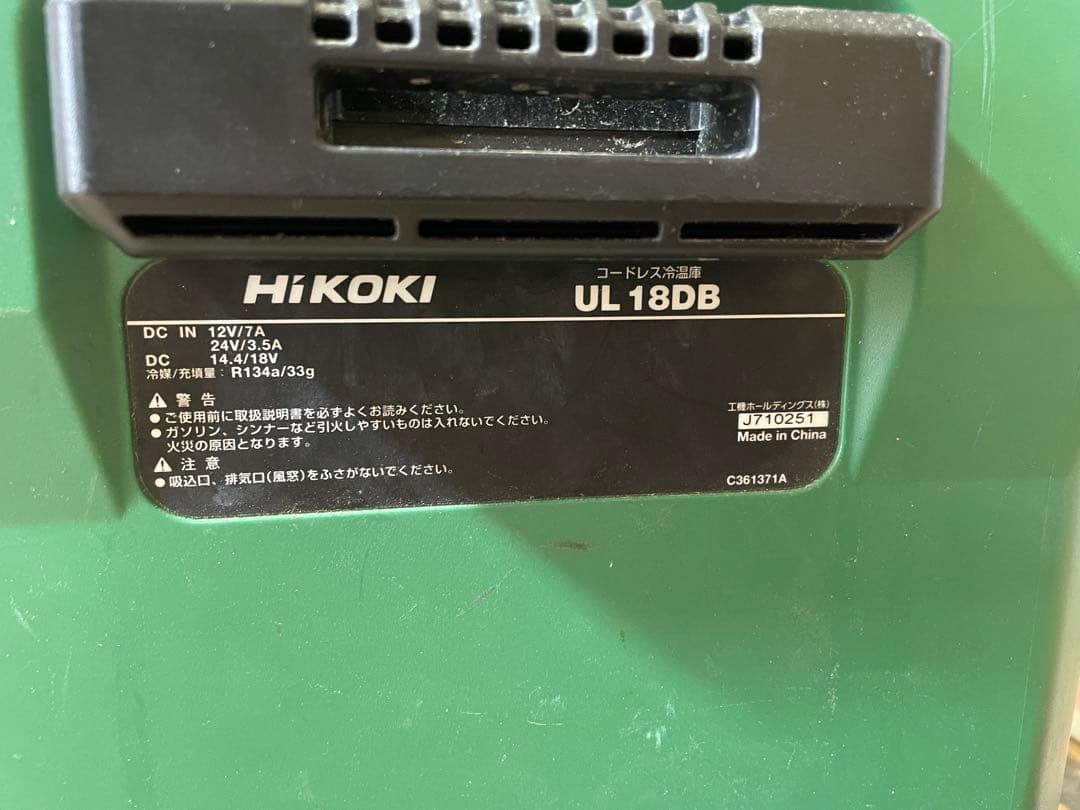 HiKOKI
コードレス冷温庫
UL 18DB
DC IN 12V/7A
24V/3.5A
DC 14.4/18V
冷媒/充填量：R134a/33g
⚠ 警告
●ご使用前に取扱説明書を必ずよくお読みください。
●ガソリン、シンナーなど引火しやすいものは入れないでください。
火災の原因となります。
⚠ 注意
●吸込口、排気口(風窓)をふさがないでください。
工機ホールディングス(株)
J710251
Made in China
C361371A